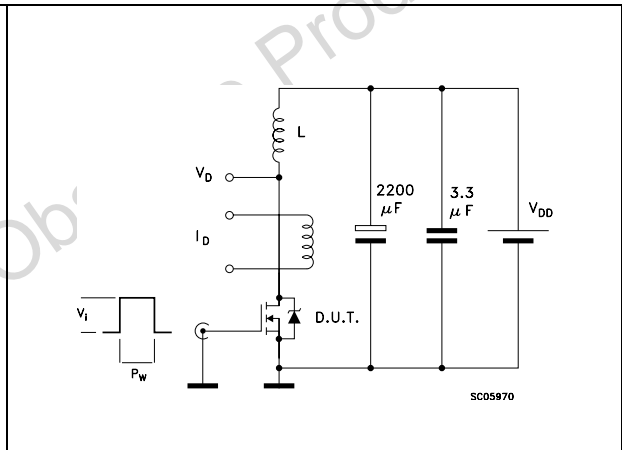 L
V_D
2200
µF
3.3
µF
V_DD
I_D
V_i
D.U.T.
P_W
SC05970